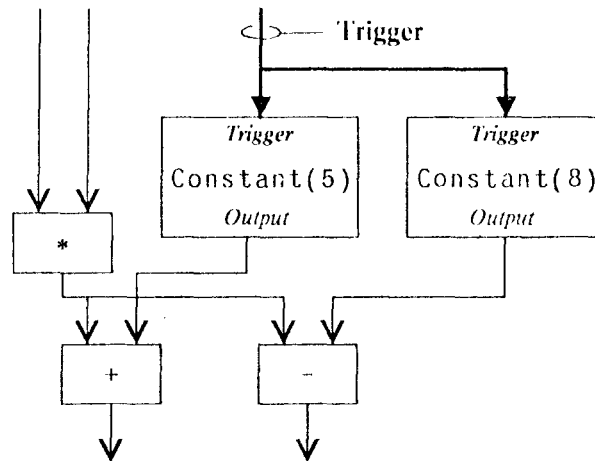 Trigger
Trigger
Trigger
Constant(5)
Constant(8)
Output
Output
*
+
-